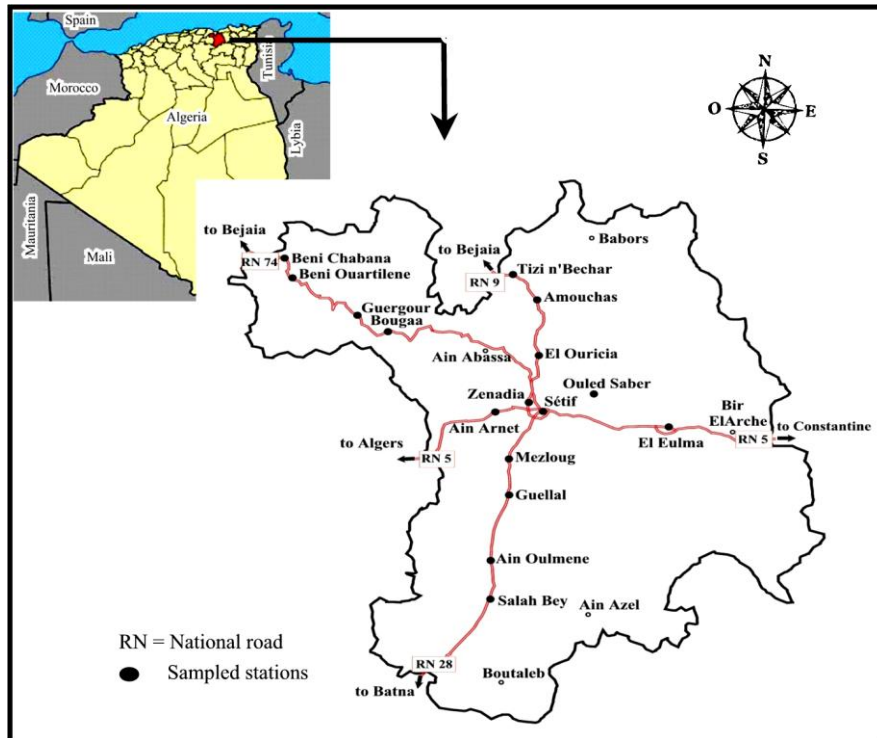 Spain
Morocco
Algeria
Tunisia
Lybia
Mauritania
Mali
N
O
E
S
to Bejaia
RN 74
Beni Chabana
Beni Ouartilene
Guergour
Bougaa
to Bejaia
RN 9
Babors
Tizi n'Bechar
Amouchas
El Ouricia
Ain Abassa
Ouled Saber
Zenadia
Sétif
Ain Arnet
Bir
ElArche
to Constantine
RN 5
El Eulma
to Algers
RN 5
Mezloug
Guellal
Ain Oulmene
Salah Bey
Ain Azel
RN 28
to Batna
Boutaleb
RN = National road
Sampled stations